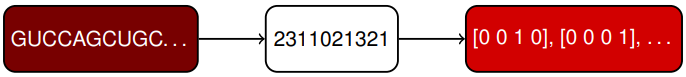 GUCCAGCUGC...
2311021321
[0 0 1 0], [0 0 0 1], ...